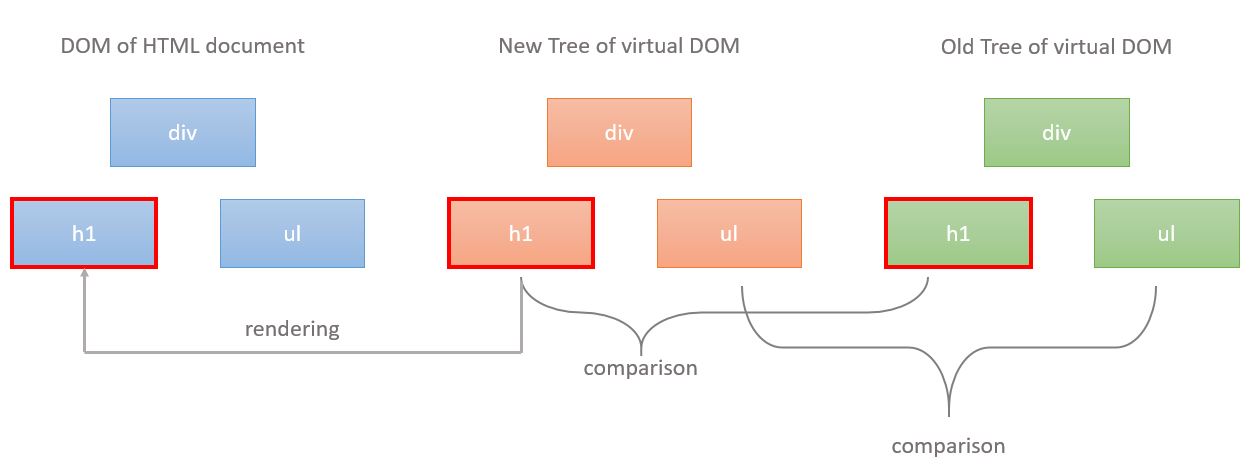 DOM of HTML document
New Tree of virtual DOM
Old Tree of virtual DOM
div
div
div
h1
ul
h1
ul
h1
ul
rendering
comparison
comparison